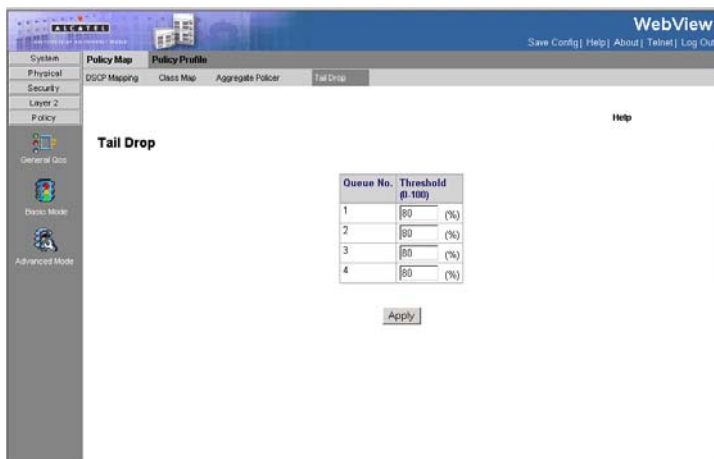 ALCATEL
WebView
Save Config| Help| About| Telnet| Log Out
System
Physical
Security
Layer 2
Policy
General Qos
Basic Mode
Advanced Mode
Policy Map Policy Profile
DSCP Mapping Class Map Aggregate Policer Tail Drop
Help
Tail Drop
Queue No. Threshold (0-100)
1 80 (%)
2 80 (%)
3 80 (%)
4 80 (%)
Apply